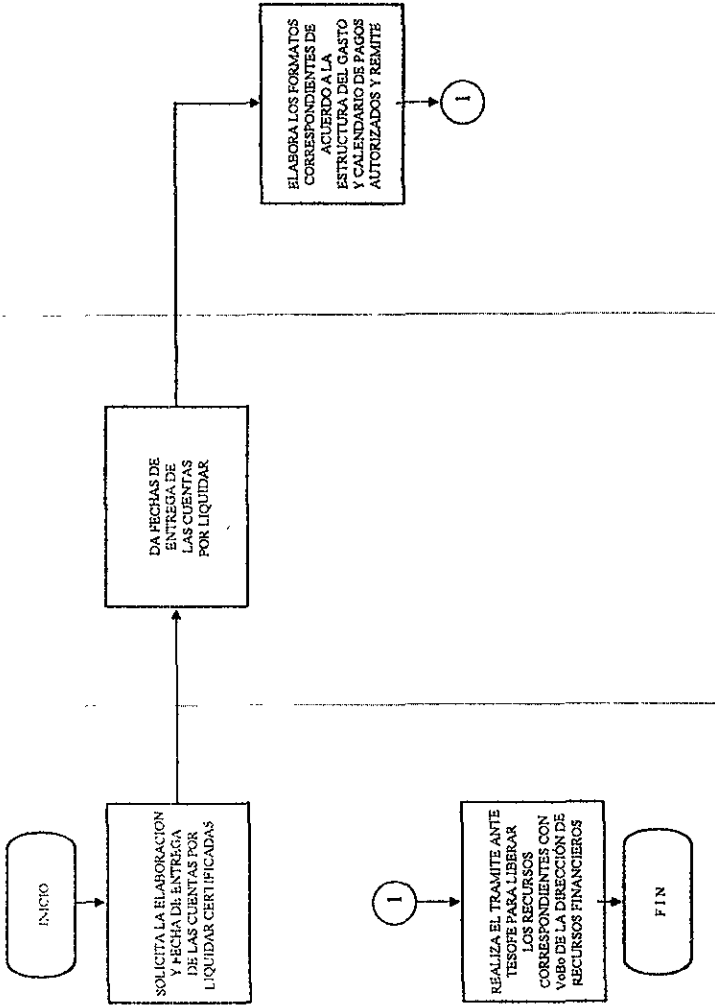 INICIO
SOLICITA LA ELABORACION
Y FECHA DE ENTREGA
DE LAS CUENTAS POR
LIQUIDAR CERTIFICADAS
DA FECHAS DE
ENTREGA DE
LAS CUENTAS
POR LIQUIDAR
ELABORA LOS FORMATOS
CORRESPONDIENTES DE
ACUERDO A LA
ESTRUCTURA DEL GASTO
Y CALENDARIO DE PAGOS
AUTORIZADOS Y REMITE
1
1
REALIZA EL TRAMITE ANTE
TESOFE PARA LIBERAR
LOS RECURSOS
CORRESPONDIENTES CON
VoBo DE LA DIRECCIÓN DE
RECURSOS FINANCIEROS
FIN